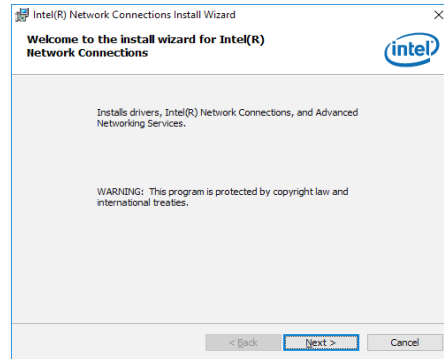 Intel(R) Network Connections Install Wizard
Welcome to the install wizard for Intel(R)
Network Connections
intel
Installs drivers, Intel(R) Network Connections, and Advanced
Networking Services.
WARNING: This program is protected by copyright law and
international treaties.
< Back
Next >
Cancel